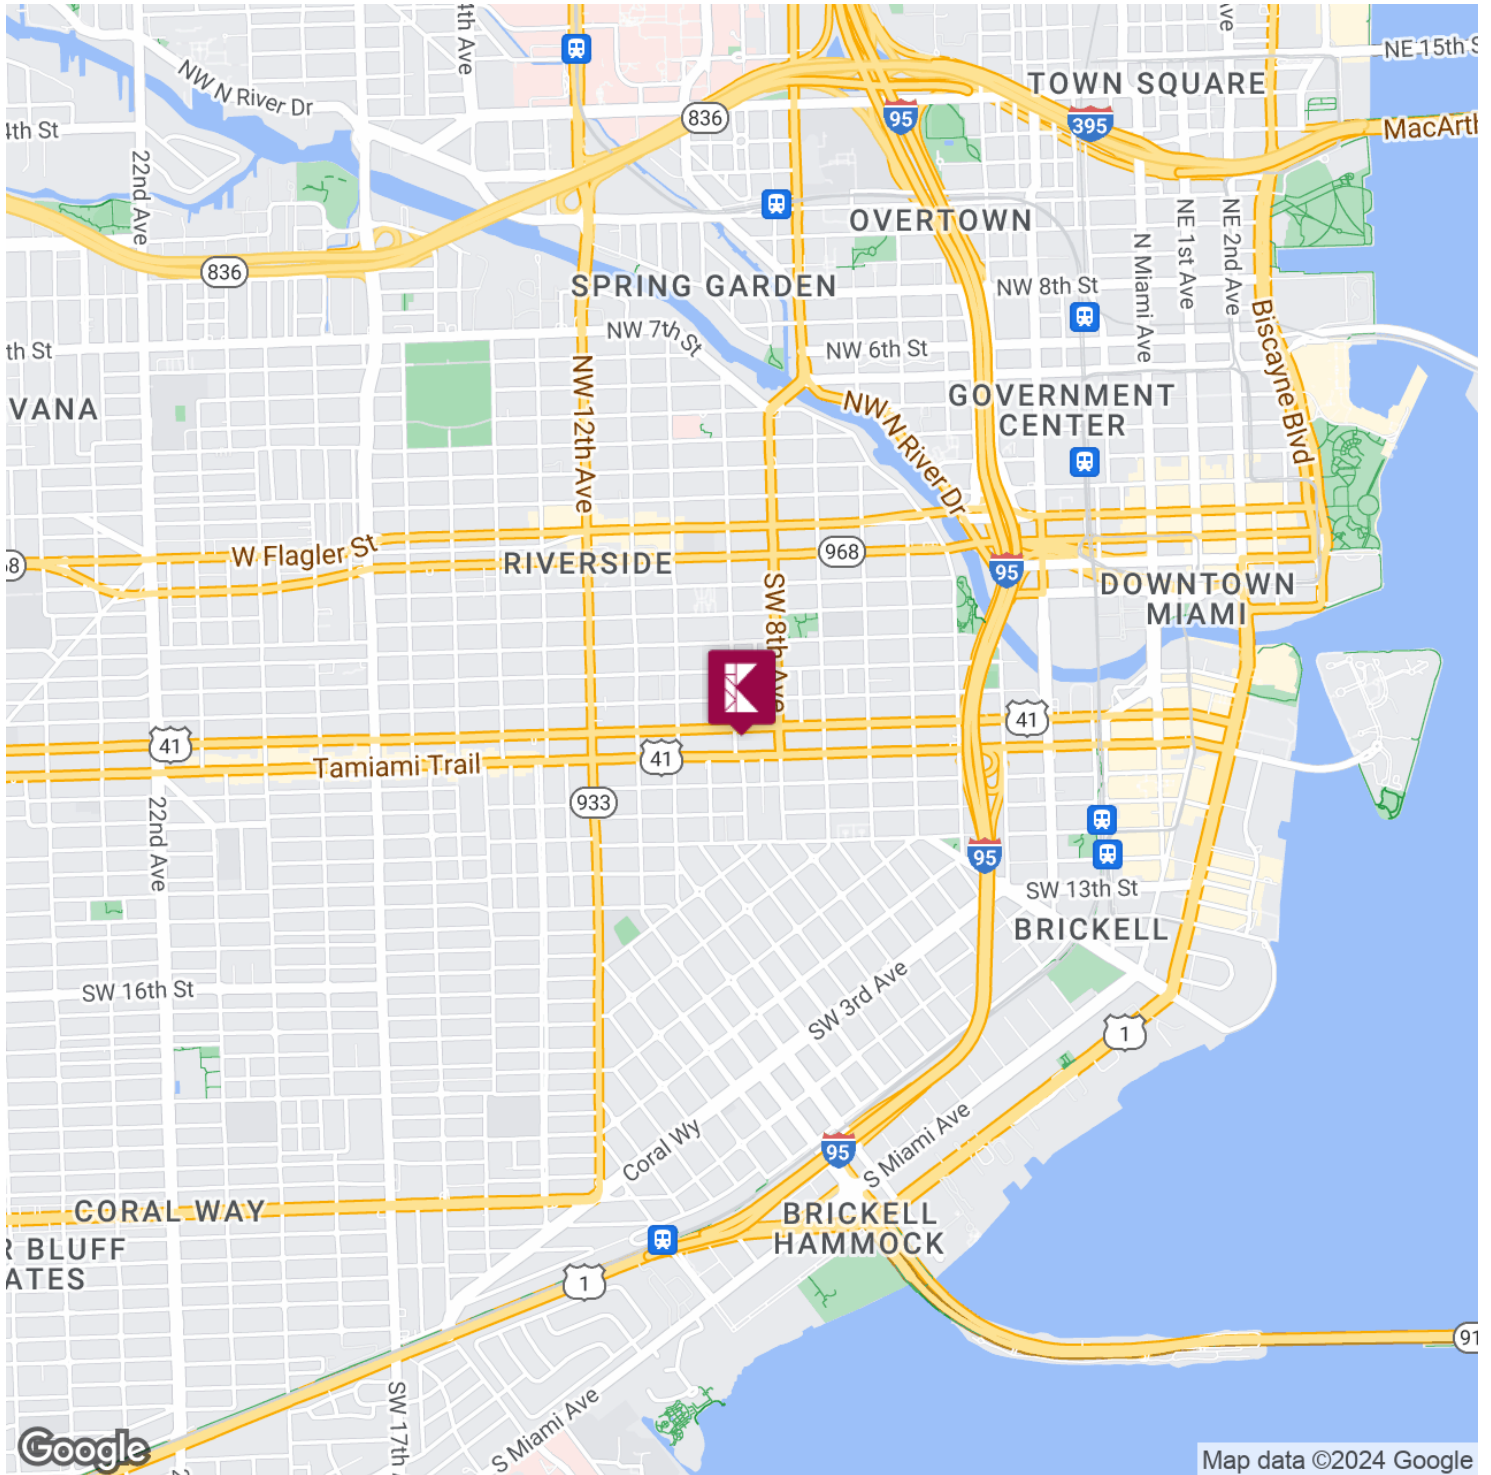 NE 15th S
4th Ave
Ave
NW N River Dr
TOWN SQUARE
836
95
395
MacArth
4th St
22nd Ave
OVERTOWN
NE 1st Ave
NE 2nd Ave
N Miami Ave
836
SPRING GARDEN
NW 8th St
NW 7th St
NW 6th St
th St
Biscayne Blvd
NW 12th Ave
VANA
GOVERNMENT
CENTER
NW N River Dr
W Flagler St
968
RIVERSIDE
95
SW 8th Ave
DOWNTOWN
MIAMI
K
41
41
41
Tamiami Trail
933
22nd Ave
95
SW 13th St
BRICKELL
SW 16th St
SW 3rd Ave
1
Coral Wy
95
S Miami Ave
CORAL WAY
BRICKELL
HAMMOCK
R BLUFF
ATES
1
91
SW 17th
S Miami Ave
Google
Map data ©2024 Google